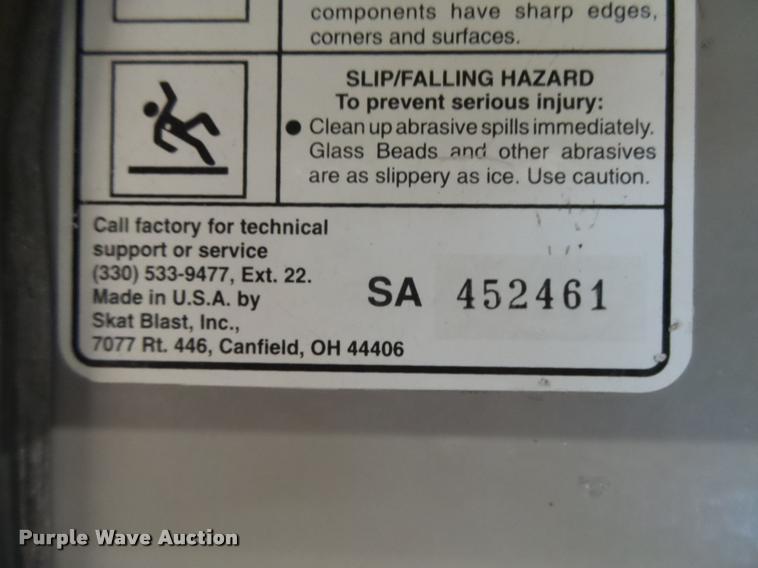 components have sharp edges,
corners and surfaces.
SLIP/FALLING HAZARD
To prevent serious injury:
● Clean up abrasive spills immediately.
Glass Beads and other abrasives
are as slippery as ice. Use caution.
Call factory for technical
support or service
(330) 533-9477, Ext. 22.
Made in U.S.A. by
Skat Blast, Inc.,
7077 Rt. 446, Canfield, OH 44406
SA 452461
Purple Wave Auction